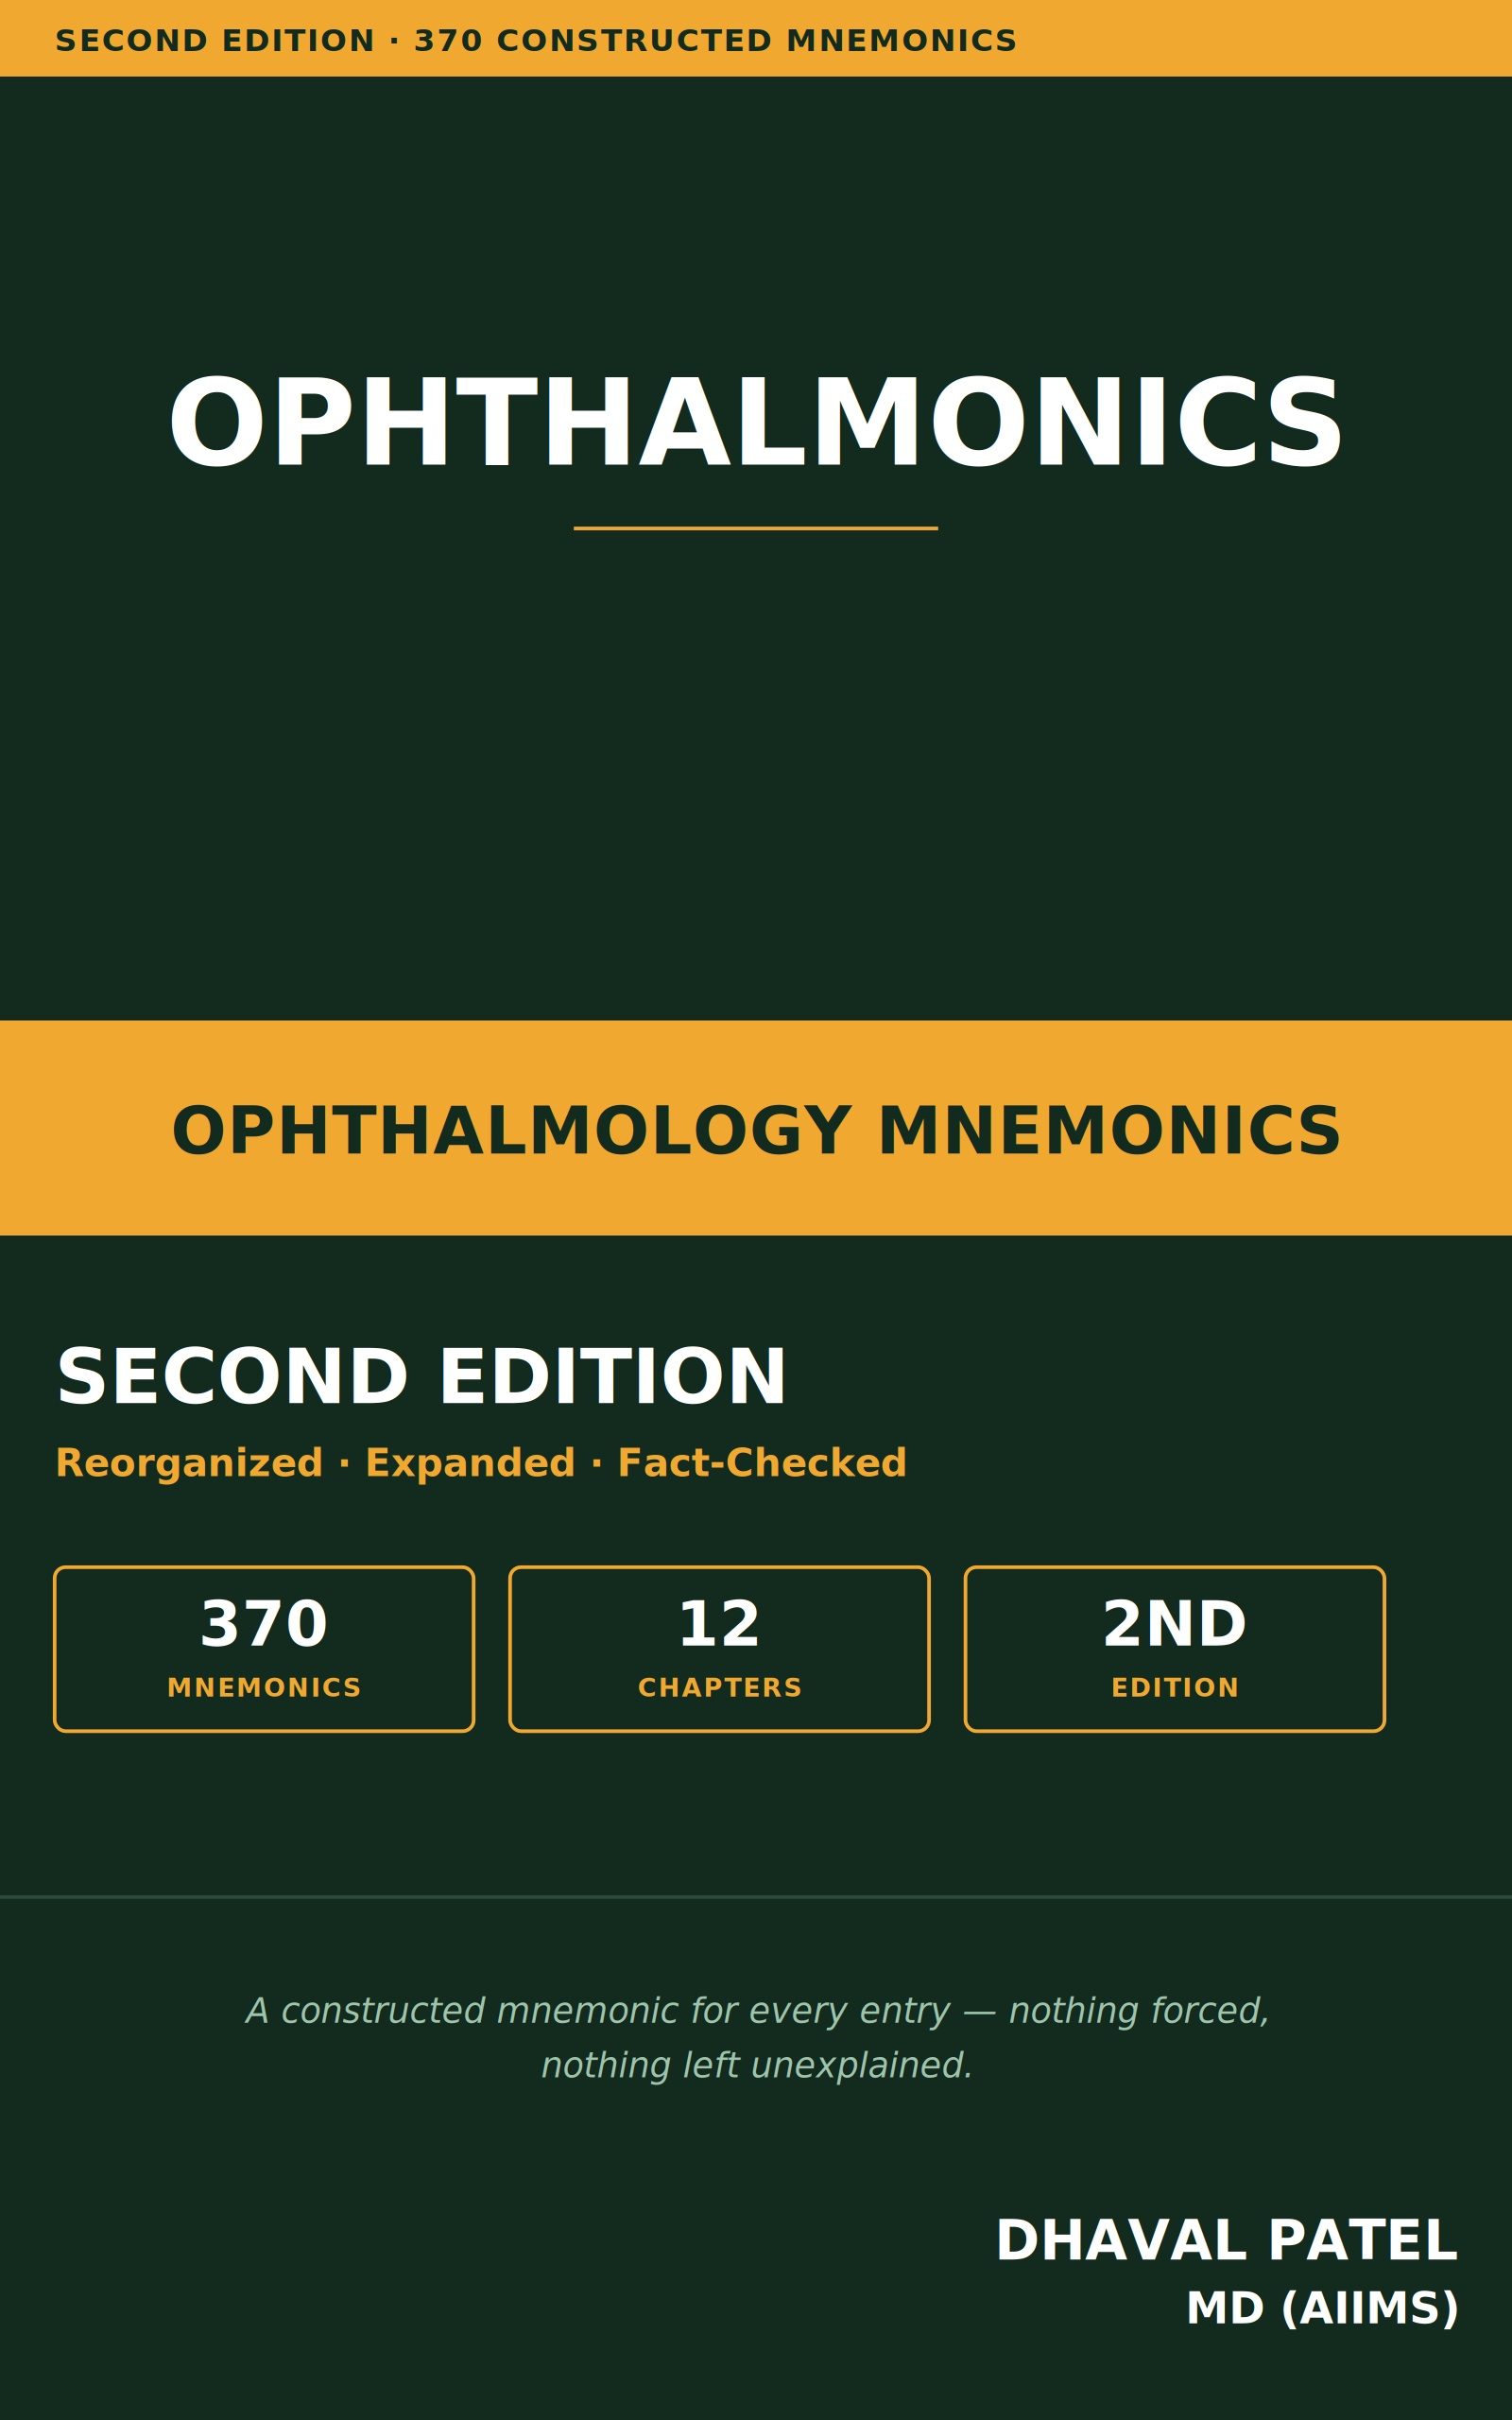 SECOND EDITION · 370 CONSTRUCTED MNEMONICS
OPHTHALMONICS
OPHTHALMOLOGY MNEMONICS
SECOND EDITION
Reorganized · Expanded · Fact-Checked
370
MNEMONICS
12
CHAPTERS
2ND
EDITION
A constructed mnemonic for every entry — nothing forced,
nothing left unexplained.
DHAVAL PATEL
MD (AIIMS)